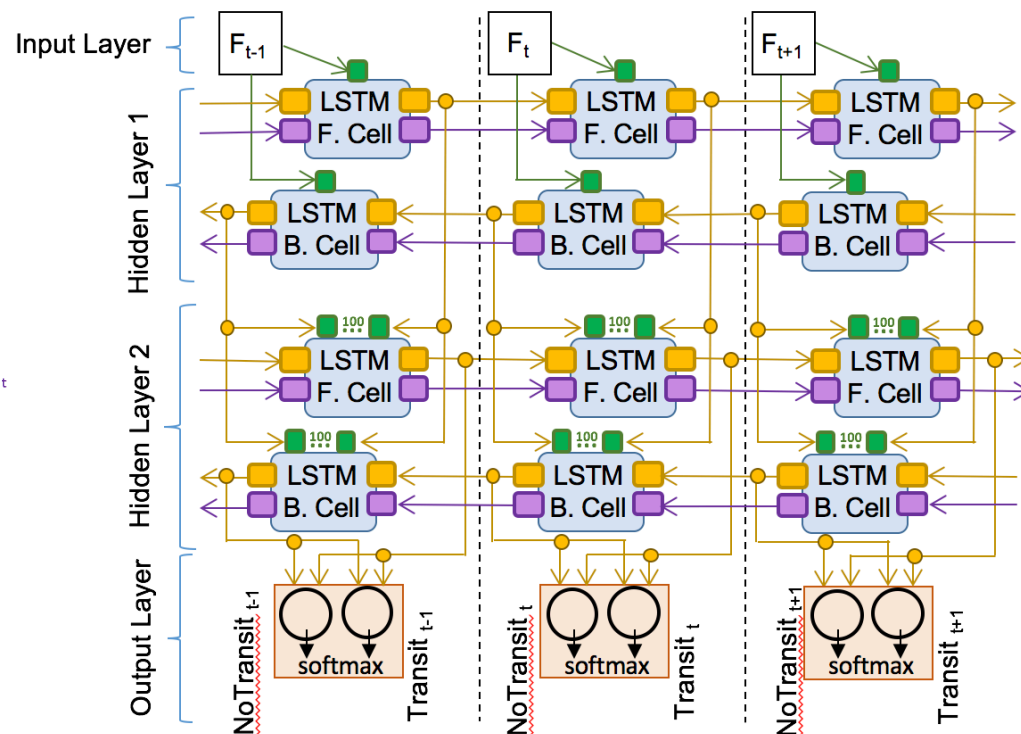 Input Layer
F t-1
F t
F t+1
Hidden Layer 1
LSTM
F. Cell
LSTM
F. Cell
LSTM
F. Cell
LSTM
B. Cell
LSTM
B. Cell
LSTM
B. Cell
Hidden Layer 2
t
100
...
100
...
100
...
LSTM
F. Cell
LSTM
F. Cell
LSTM
F. Cell
100
...
100
...
100
...
LSTM
B. Cell
LSTM
B. Cell
LSTM
B. Cell
Output Layer
NoTransit t-1
softmax
Transit t-1
NoTransit t
softmax
Transit t
NoTransit t+1
softmax
Transit t+1